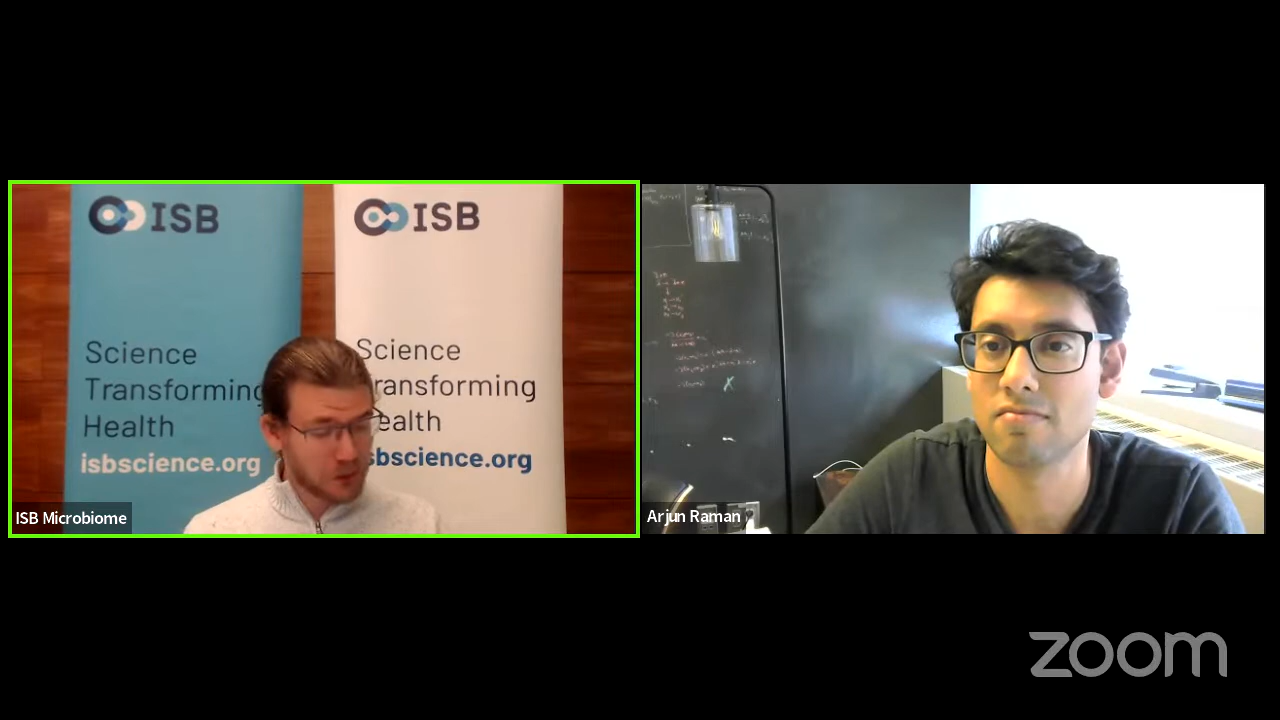 ISB
Science
Transforming
Health
isbscience.org
ISB
Science
ransforming
ealth
sbscience.org
ISB Microbiome
Arjun Raman
zoom